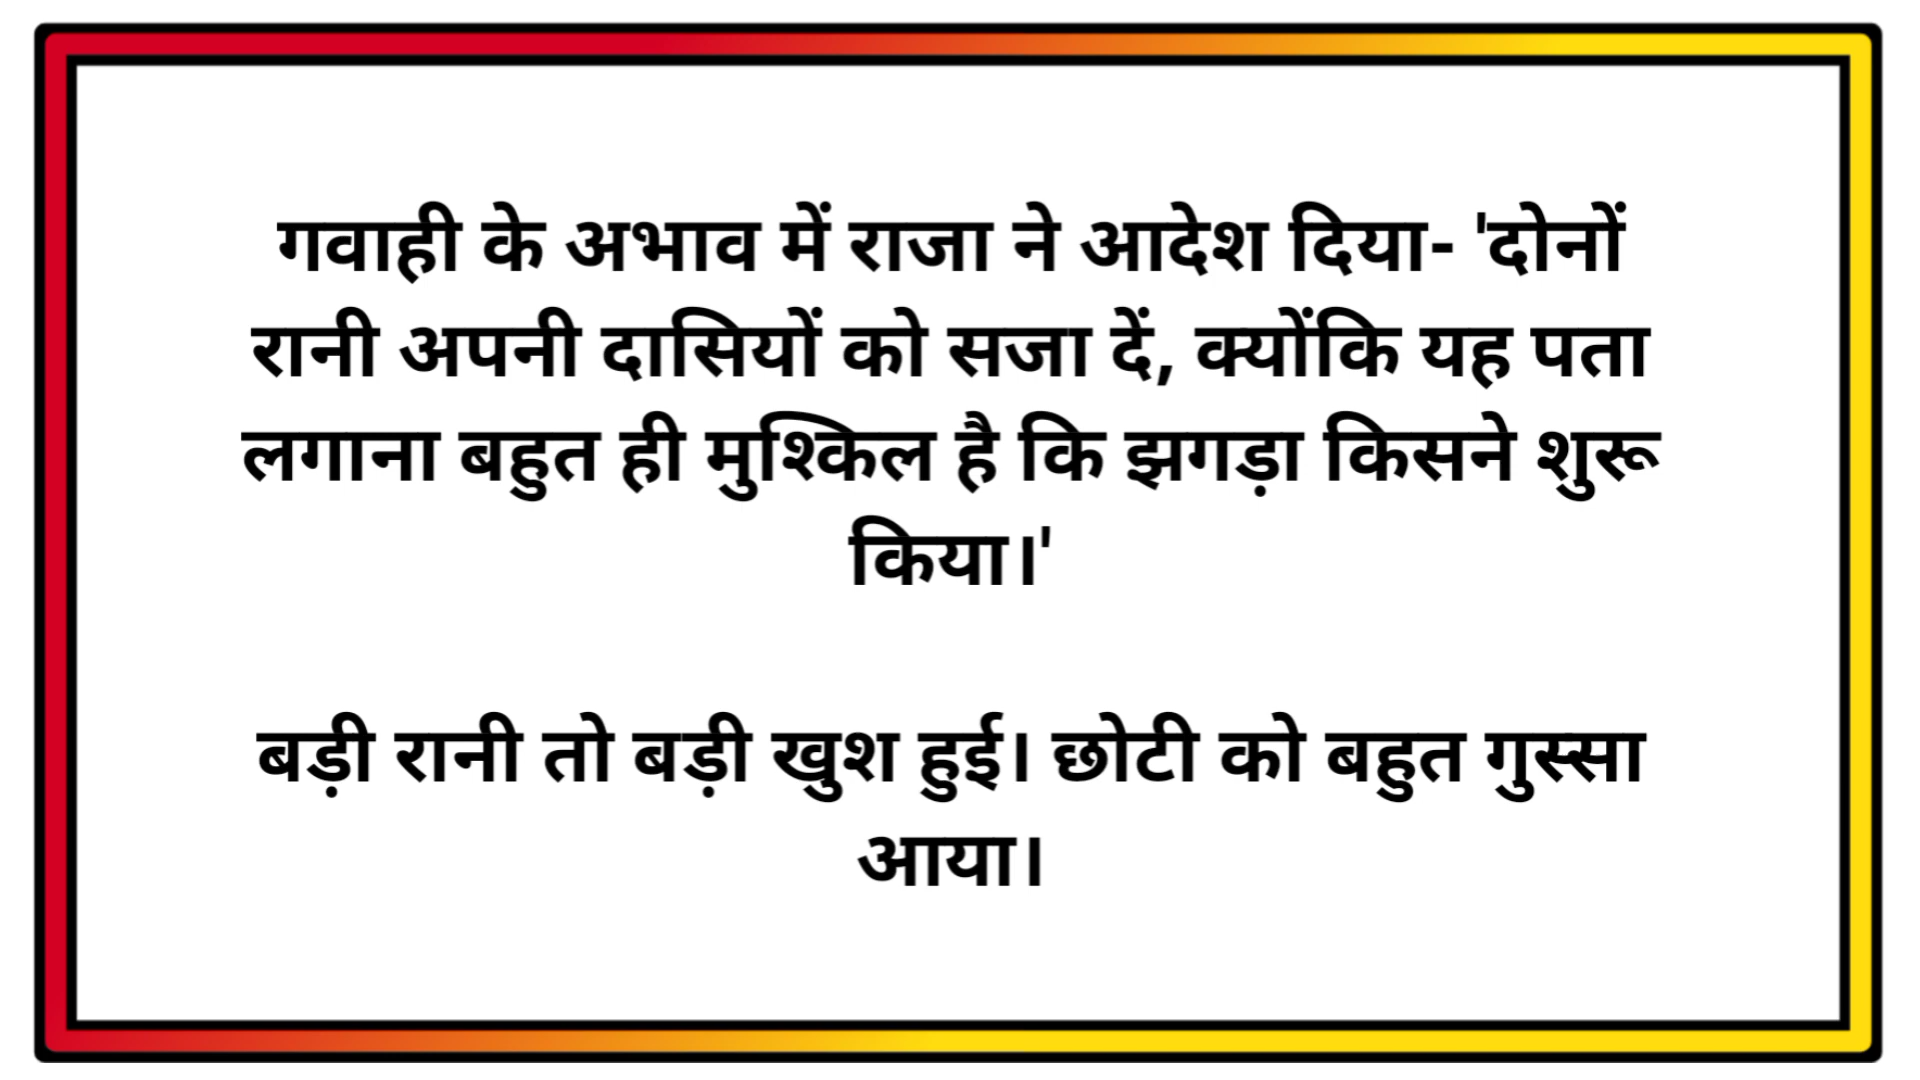 गवाही के अभाव में राजा ने आदेश दिया- 'दोनों
रानी अपनी दासियों को सजा दें, क्योंकि यह पता
लगाना बहुत ही मुश्किल है कि झगड़ा किसने शुरू
किया।'
बड़ी रानी तो बड़ी खुश हुई। छोटी को बहुत गुस्सा
आया।